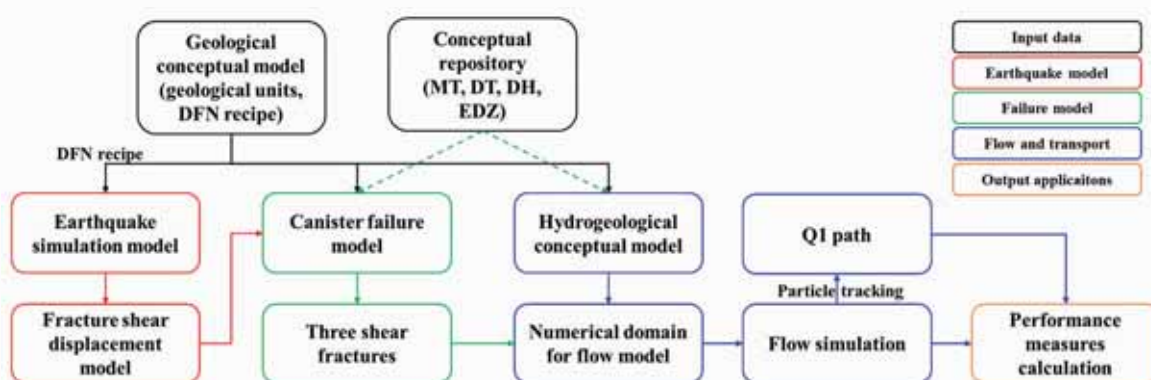 Geological
conceptual model
(geological units,
DFN recipe)
Conceptual
repository
(MT, DT, DH,
EDZ)
Input data
Earthquake model
Failure model
Flow and transport
Output applicaitons
DFN recipe
Earthquake
simulation model
Canister failure
model
Hydrogeological
conceptual model
Q1 path
Particle tracking
Fracture shear
displacement model
Three shear
fractures
Numerical domain
for flow model
Flow simulation
Performance
measures
calculation